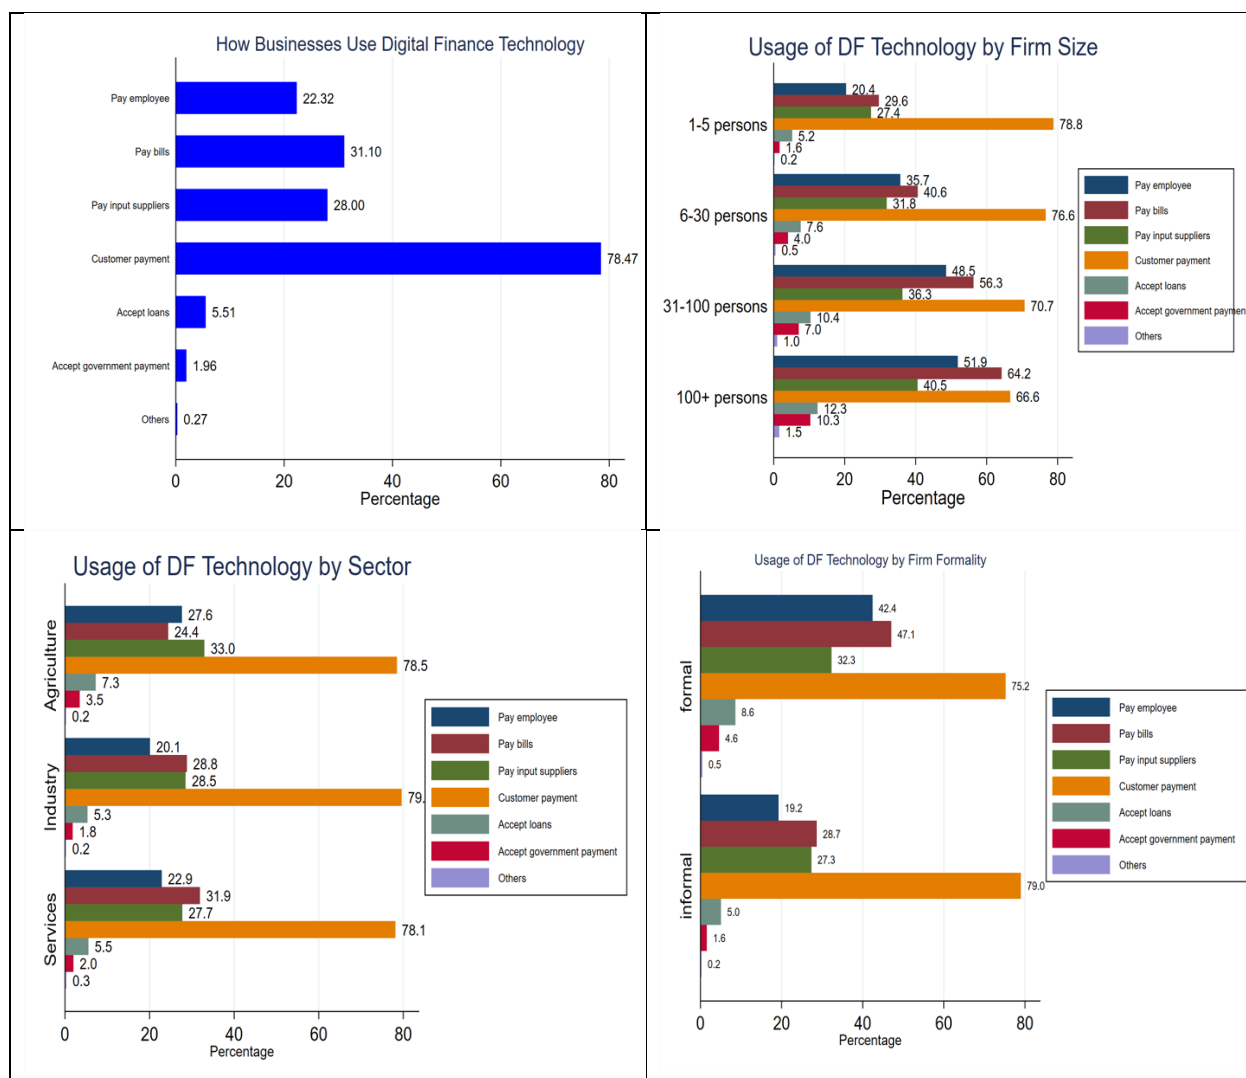 How Businesses Use Digital Finance Technology
Pay employee
22.32
Pay bills
31.10
Pay input suppliers
28.00
Customer payment
78.47
Accept loans
5.51
Accept government payment
1.96
Others
0.27
0 20 40 60 80
Percentage
Usage of DF Technology by Firm Size
1-5 persons
20.4
29.6
27.4
78.8
5.2
1.6
0.2
6-30 persons
35.7
40.6
31.8
76.6
7.6
4.0
0.5
31-100 persons
48.5
56.3
36.3
70.7
10.4
7.0
1.0
100+ persons
51.9
64.2
40.5
66.6
12.3
10.3
1.5
0 20 40 60 80
Percentage
Pay employee
Pay bills
Pay input suppliers
Customer payment
Accept loans
Accept government paymen
Others
Usage of DF Technology by Sector
Agriculture
27.6
24.4
33.0
78.5
7.3
3.5
0.2
Industry
20.1
28.8
28.5
79.
5.3
1.8
0.2
Services
22.9
31.9
27.7
78.1
5.5
2.0
0.3
0 20 40 60 80
Percentage
Pay employee
Pay bills
Pay input suppliers
Customer payment
Accept loans
Accept government payment
Others
Usage of DF Technology by Firm Formality
formal
42.4
47.1
32.3
75.2
8.6
4.6
0.5
informal
19.2
28.7
27.3
79.0
5.0
1.6
0.2
0 20 40 60 80
Percentage
Pay employee
Pay bills
Pay input suppliers
Customer payment
Accept loans
Accept government payment
Others